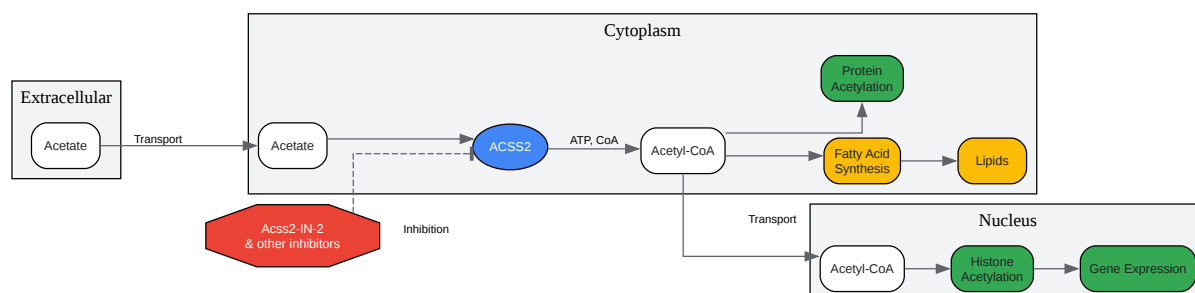 Cytoplasm
Extracellular
Acetate
Transport
Acetate
ACSS2
ATP, CoA
Acetyl-CoA
Protein
Acetylation
Fatty Acid
Synthesis
Lipids
Acss2-IN-2
& other inhibitors
Inhibition
Transport
Nucleus
Acetyl-CoA
Histone
Acetylation
Gene Expression